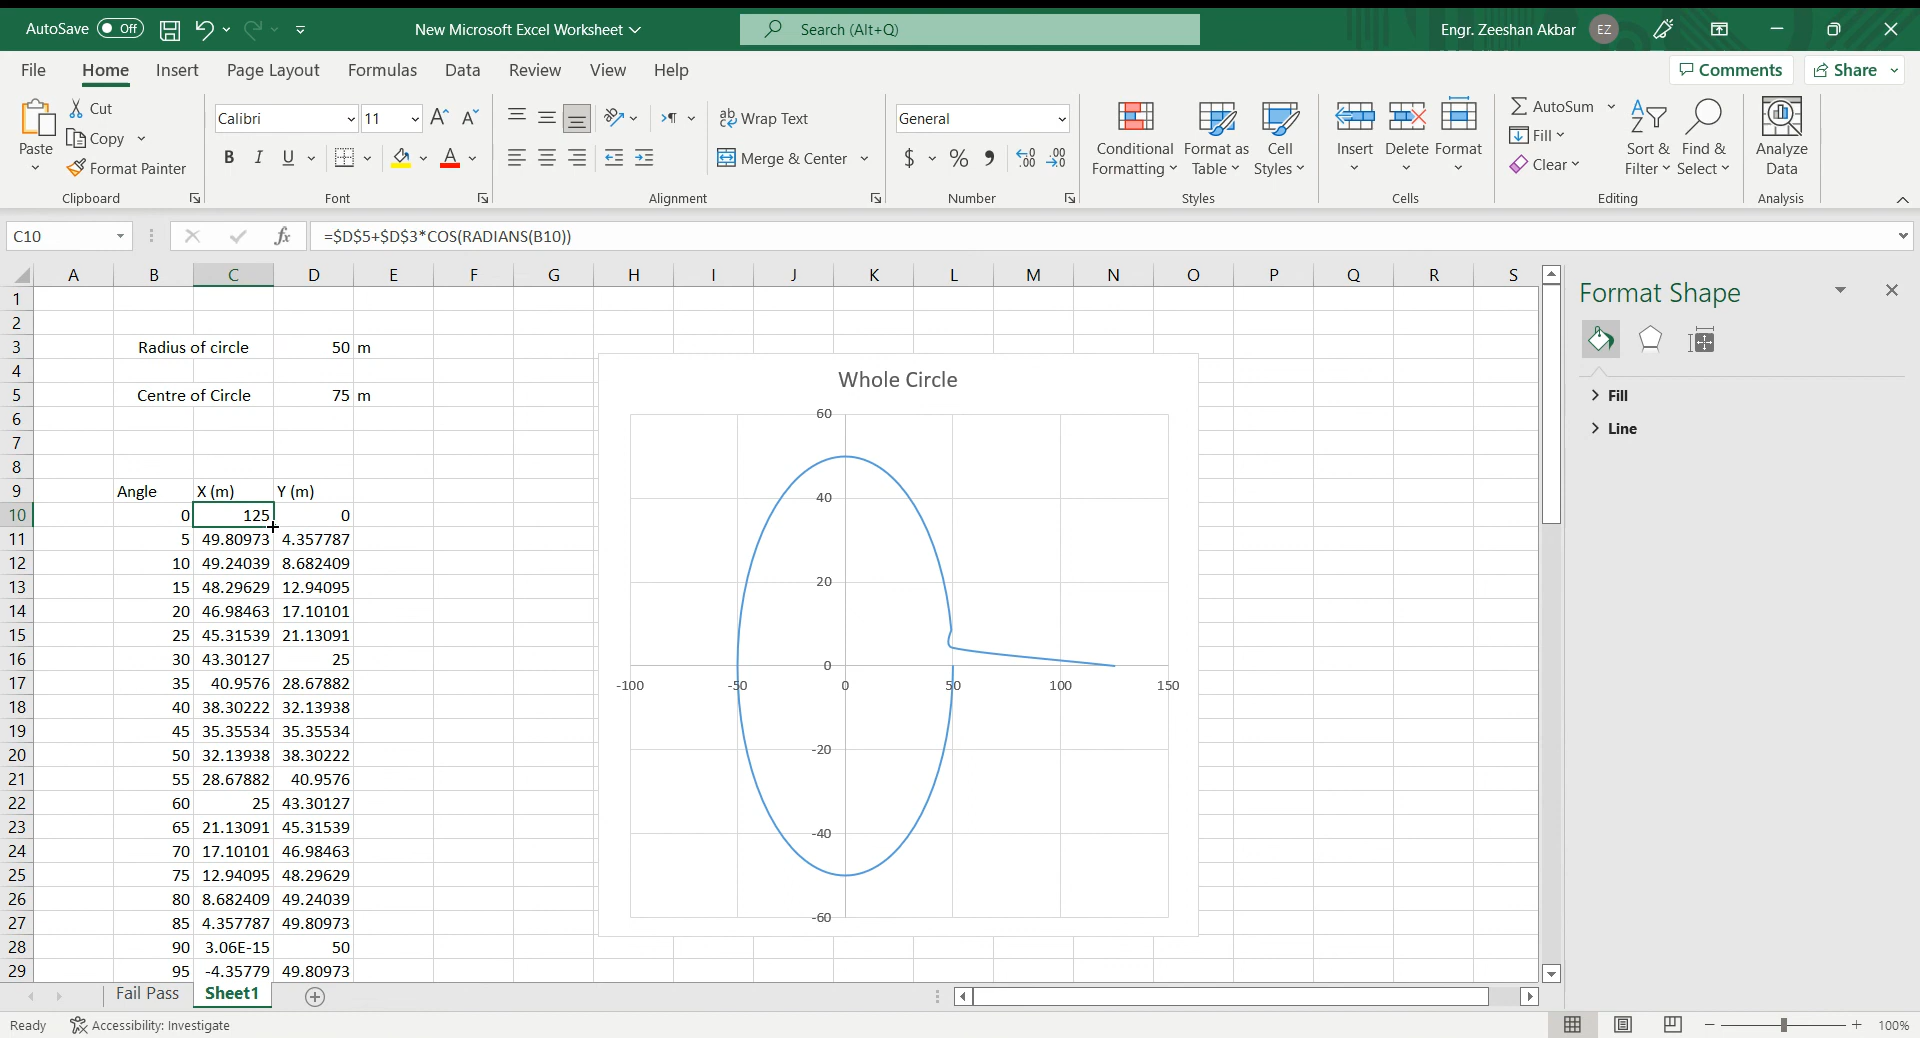 AutoSave Off New Microsoft Excel Worksheet Search (Alt+Q) Engr. Zeeshan Akbar EZ
File Home Insert Page Layout Formulas Data Review View Help Comments Share
Paste
Cut
Copy
Format Painter
Clipboard
Calibri 11
B I U A
Font
Wrap Text
Merge & Center
Alignment
General
$ %
Number
Conditional Formatting
Format as Table
Cell Styles
Styles
Insert Delete Format
Cells
AutoSum
Fill
Clear
Sort & Filter
Find & Select
Editing
Analyze Data
Analysis
C10 fx =$D$5+$D$3*COS(RADIANS(B10))
A B C D E F G H I J K L M N O P Q R S
1
2
3 Radius of circle 50 m
4
5 Centre of Circle 75 m
6
7
8
9 Angle X (m) Y (m)
10 0 125 0
11 5 49.80973 4.357787
12 10 49.24039 8.682409
13 15 48.29629 12.94095
14 20 46.98463 17.10101
15 25 45.31539 21.13091
16 30 43.30127 25
17 35 40.9576 28.67882
18 40 38.30222 32.13938
19 45 35.35534 35.35534
20 50 32.13938 38.30222
21 55 28.67882 40.9576
22 60 25 43.30127
23 65 21.13091 45.31539
24 70 17.10101 46.98463
25 75 12.94095 48.29629
26 80 8.682409 49.24039
27 85 4.357787 49.80973
28 90 3.06E-15 50
29 95 -4.35779 49.80973
Whole Circle
60
40
20
0
-100 -50 0 50 100 150
-20
-40
-60
Format Shape
Fill
Line
Fail Pass Sheet1
Ready Accessibility: Investigate 100%